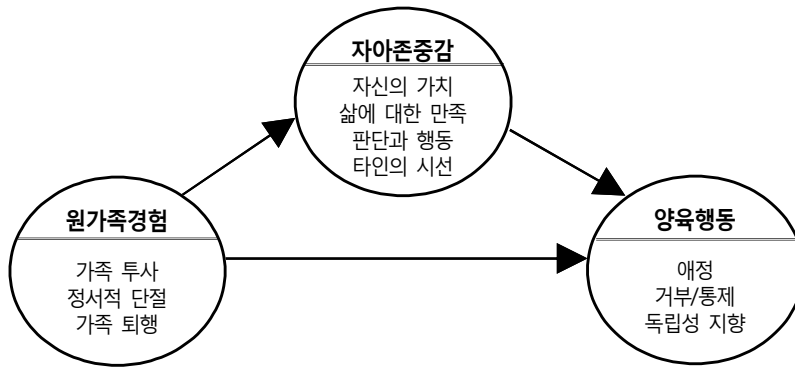 자아존중감
자신의 가치
삶에 대한 만족
판단과 행동
타인의 시선
원가족경험
가족 투사
정서적 단절
가족 퇴행
양육행동
애정
거부/통제
독립성 지향